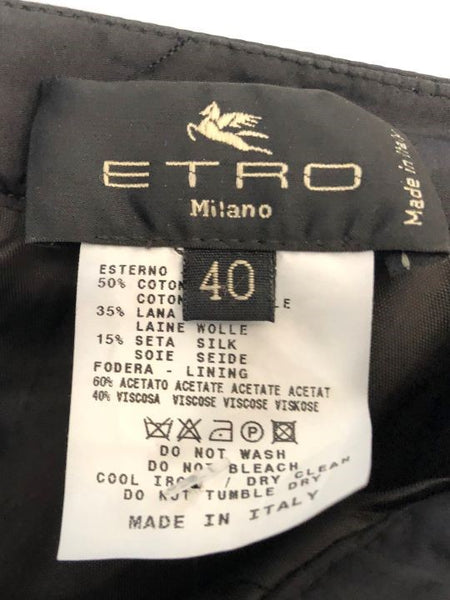 ETRO
Milano
Made in
40
ESTERNO
50% COTON
COTON
35% LANA
LAINE WOLLE
15% SETA SILK
SOIE SEIDE
FODERA - LINING
60% ACETATO ACETATE ACETATE ACETAT
40% VISCOSA VISCOSE VISCOSE VISKOSE
DO NOT WASH
DO NOT BLEACH
COOL IRON / DRY CLEAN
DO NOT TUMBLE DRY
MADE IN ITALY